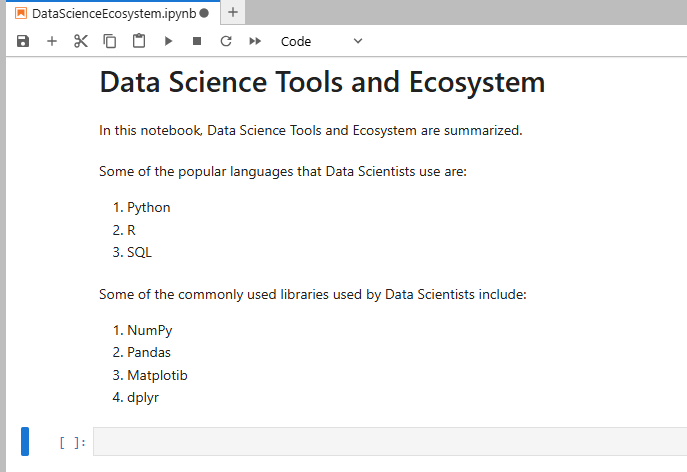 DataScienceEcosystem.ipynb
Code
Data Science Tools and Ecosystem
In this notebook, Data Science Tools and Ecosystem are summarized.
Some of the popular languages that Data Scientists use are:
1. Python
2. R
3. SQL
Some of the commonly used libraries used by Data Scientists include:
1. NumPy
2. Pandas
3. Matplotib
4. dplyr
[ ]: